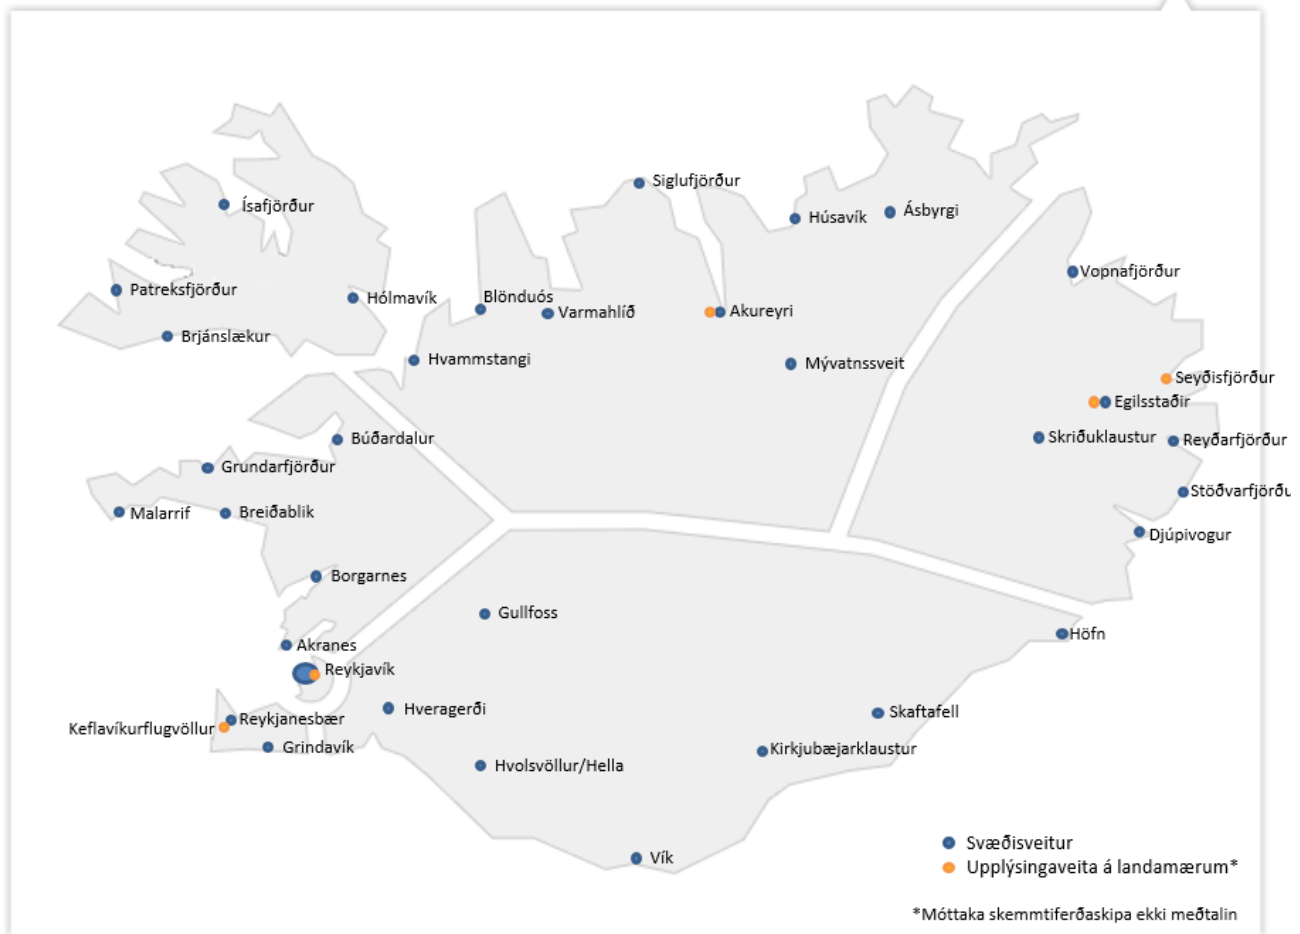 Siglufjörður
Ísafjörður
Húsavík
Ásbyrgi
Vopnafjörður
Patreksfjörður
Hólmavík
Blönduós
Varmahlíð
Akureyri
Brjánslækur
Hvammstangi
Mývatnssveit
Seyðisfjörður
Egilsstaðir
Búðardalur
Skriðuklaustur
Reyðarfjörður
Grundarfjörður
Stöðvarfjörðu
Malarrif
Breiðablik
Djúpivogur
Borgarnes
Gullfoss
Höfn
Akranes
Reykjavík
Hveragerði
Skaftafell
Reykjanesbær
Keflavíkurflugvöllur
Grindavík
Kirkjubæjarklaustur
Hvolsvöllur/Hella
Vík
Svæðisveitur
Upplýsingaveita á landamærum*
*Móttaka skemmtiferðaskipa ekki meðtalin